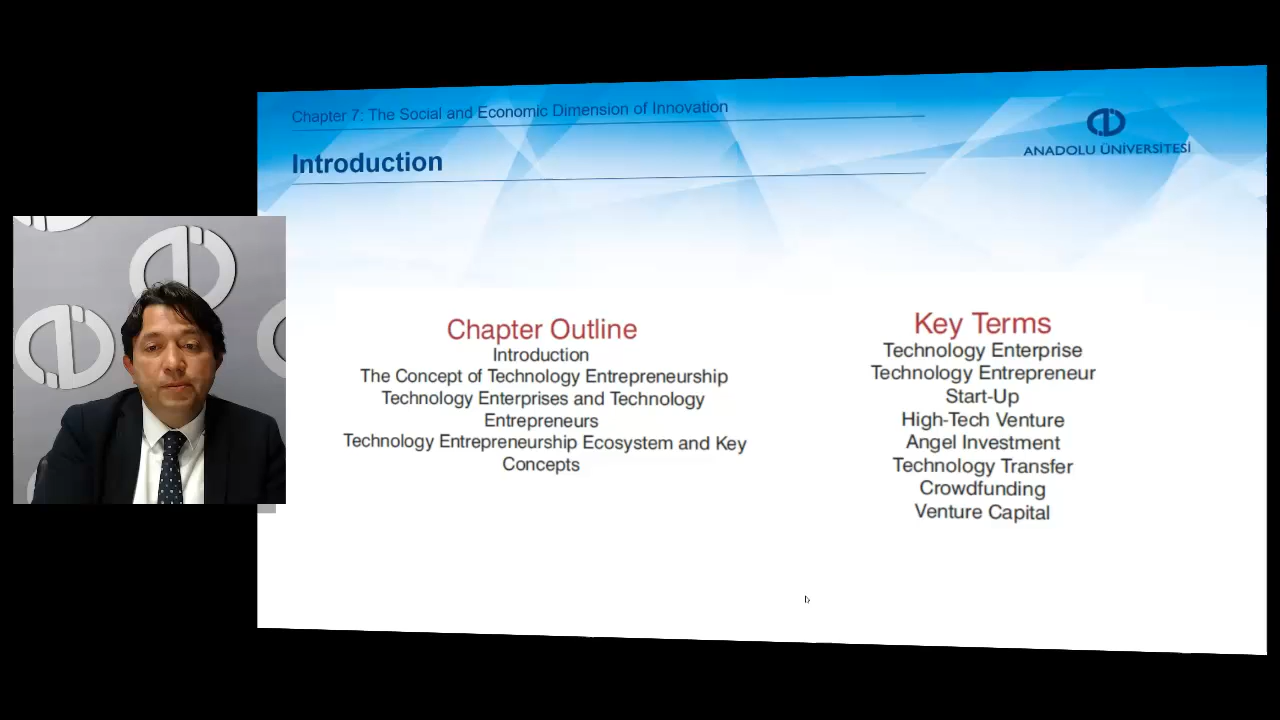 Chapter 7: The Social and Economic Dimension of Innovation
Introduction
ANADOLU ÜNİVERSİTESİ
Chapter Outline
Introduction
The Concept of Technology Entrepreneurship
Technology Enterprises and Technology
Entrepreneurs
Technology Entrepreneurship Ecosystem and Key
Concepts
Key Terms
Technology Enterprise
Technology Entrepreneur
Start-Up
High-Tech Venture
Angel Investment
Technology Transfer
Crowdfunding
Venture Capital